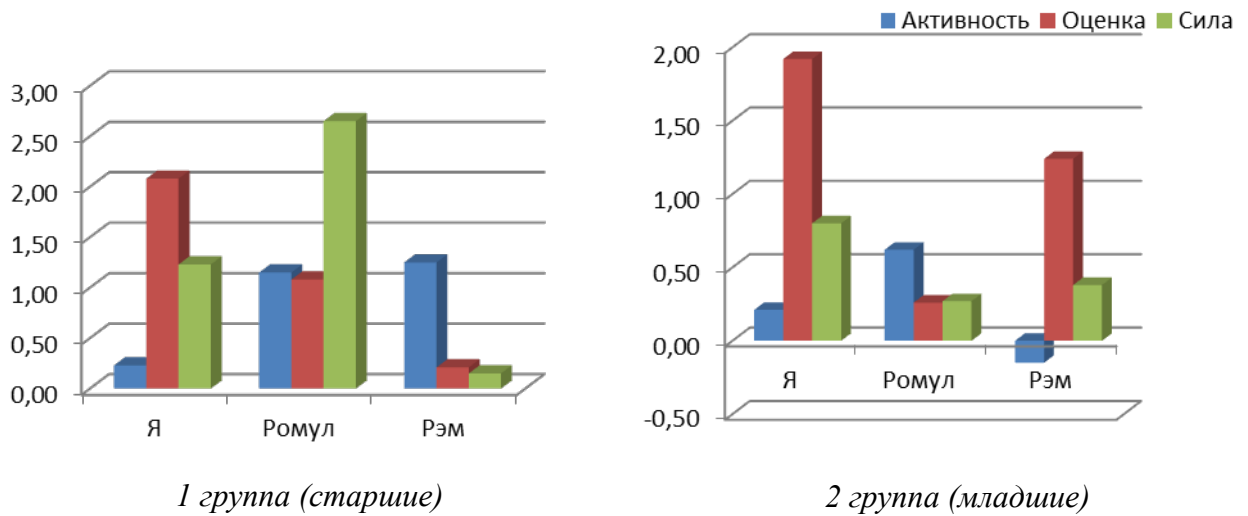 3,00
2,50
2,00
1,50
1,00
0,50
0,00
Я Ромул Рэм
1 группа (старшие)
Активность Оценка Сила
2,00
1,50
1,00
0,50
0,00
-0,50
Я Ромул Рэм
2 группа (младшие)